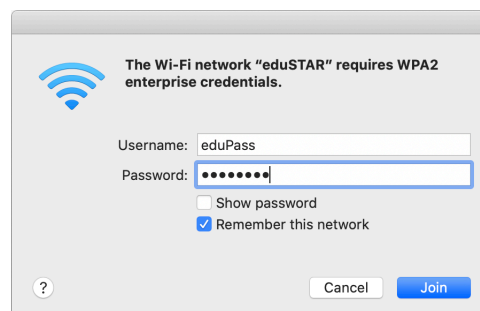 The Wi-Fi network “eduSTAR” requires WPA2
enterprise credentials.
Username: eduPass
Password: ••••••••
Show password
Remember this network
? Cancel Join